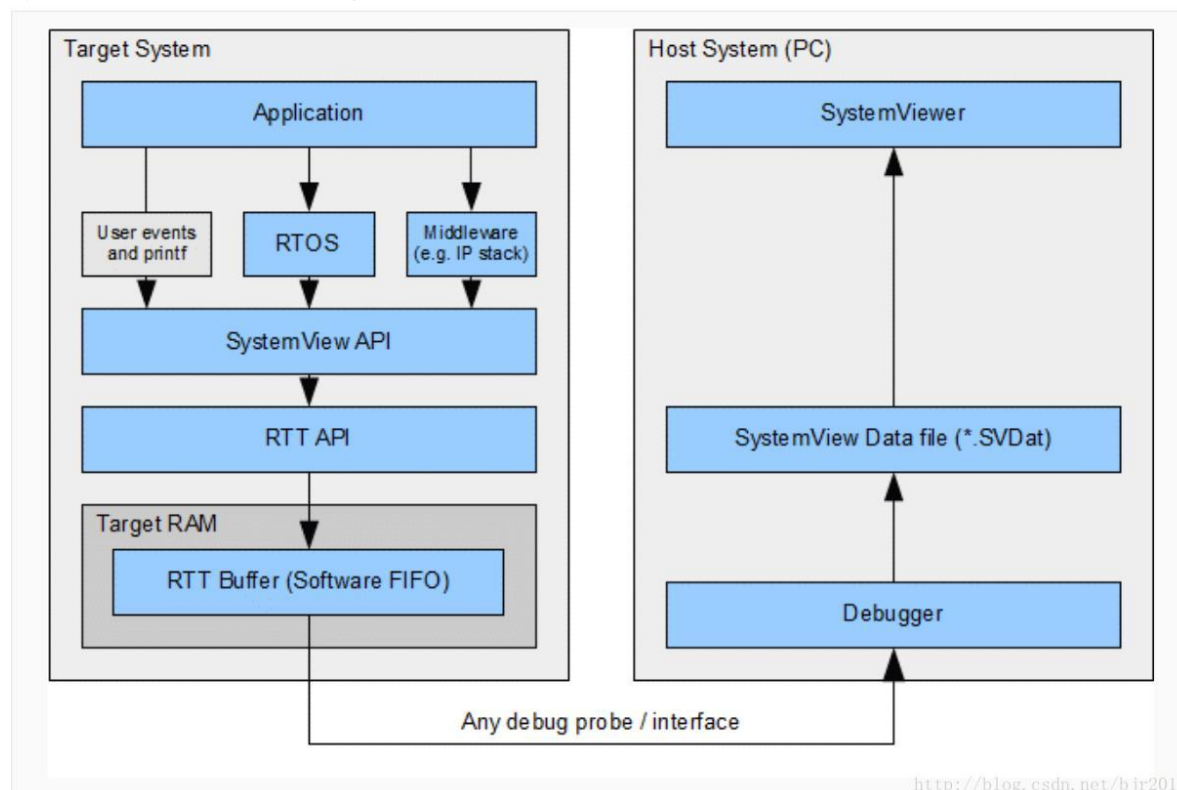 Target System
Application
User events
and printf
RTOS
Middleware
(e.g. IP stack)
SystemView API
RTT API
Target RAM
RTT Buffer (Software FIFO)
Host System (PC)
SystemViewer
SystemView Data file (*.SVDat)
Debugger
Any debug probe / interface
http://blog.csdn.net/bjr201